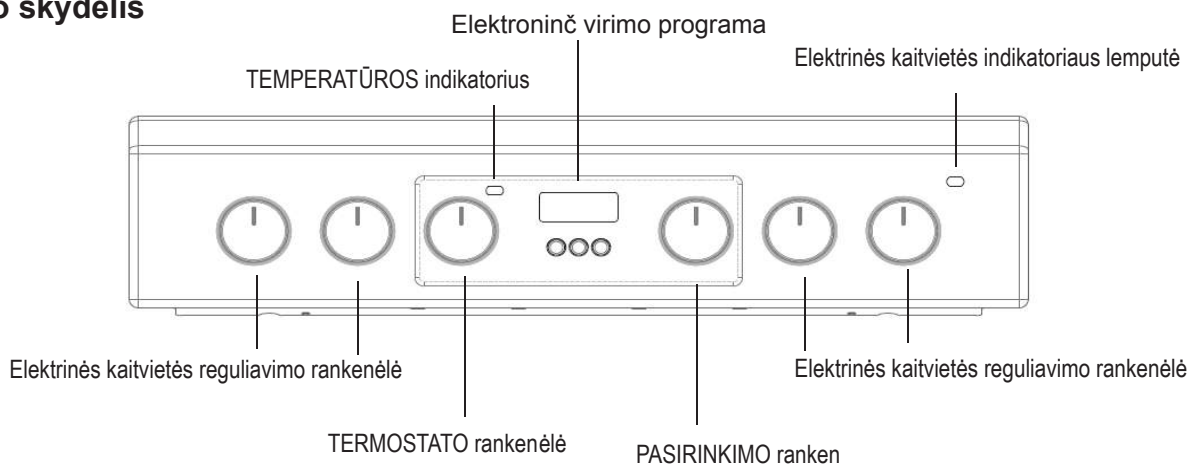 o skydelis
Elektroninč virimo programa
Elektrinės kaitvietės indikatoriaus lemputė
TEMPERATŪROS indikatorius
Elektrinės kaitvietės reguliavimo rankenėlė
Elektrinės kaitvietės reguliavimo rankenėlė
TERMOSTATO rankenėlė
PASIRINKIMO ranken